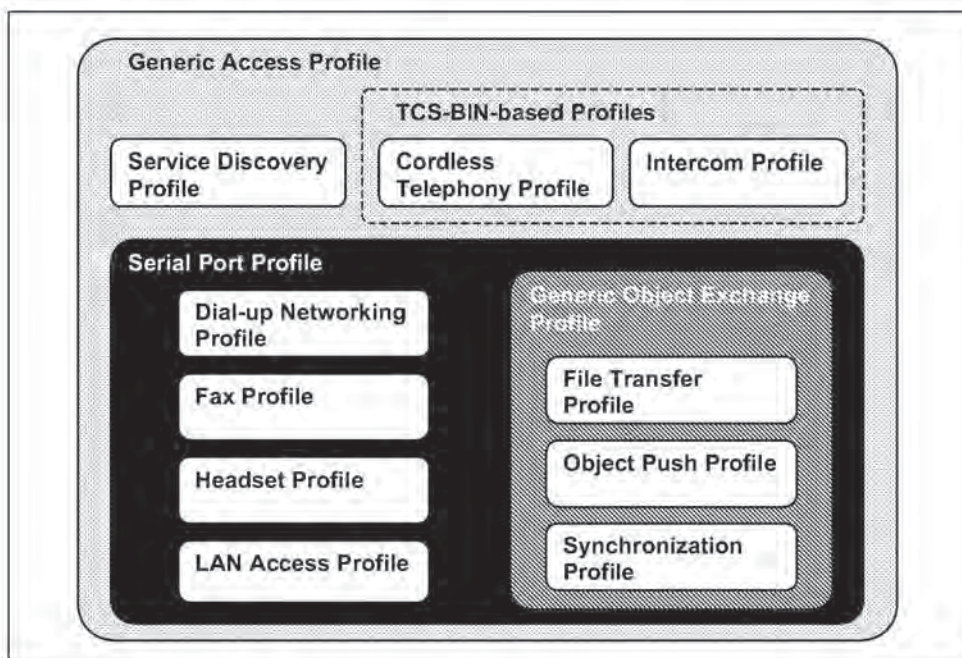 Generic Access Profile
TCS-BIN-based Profiles
Service Discovery
Profile
Cordless
Telephony Profile
Intercom Profile
Serial Port Profile
Dial-up Networking
Profile
Fax Profile
Headset Profile
LAN Access Profile
Generic Object Exchange
Profile
File Transfer
Profile
Object Push Profile
Synchronization
Profile